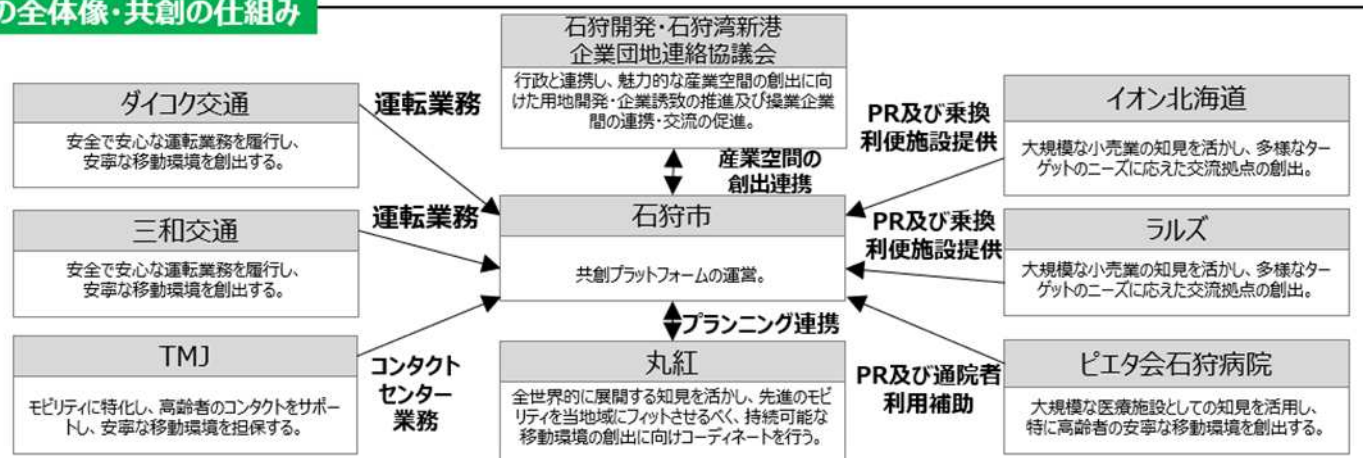 の全体像・共創の仕組み
石狩開発・石狩湾新港
企業団地連絡協議会
行政と連携し、魅力的な産業空間の創出に向
けた用地開発・企業誘致の推進及び操業企業
間の連携・交流の促進。
ダイコク交通
安全で安心な運転業務を履行し、
安寧な移動環境を創出する。
運転業務
産業空間の
創出連携
PR及び乗換
利便施設提供
イオン北海道
大規模な小売業の知見を活かし、多様なター
ゲットのニーズに応えた交流拠点の創出。
三和交通
安全で安心な運転業務を履行し、
安寧な移動環境を創出する。
運転業務
石狩市
共創プラットフォームの運営。
PR及び乗換
利便施設提供
ラルズ
大規模な小売業の知見を活かし、多様なター
ゲットのニーズに応えた交流拠点の創出。
TMJ
モビリティに特化し、高齢者のコンタクトをサポー
トし、安寧な移動環境を担保する。
コンタクト
センター
業務
プランニング連携
丸紅
全世界的に展開する知見を活かし、先進のモビ
リティを当地域にフィットさせるべく、持続可能な
移動環境の創出に向けコーディネートを行う。
PR及び通院者
利用補助
ピエタ会石狩病院
大規模な医療施設としての知見を活用し、
特に高齢者の安寧な移動環境を創出する。